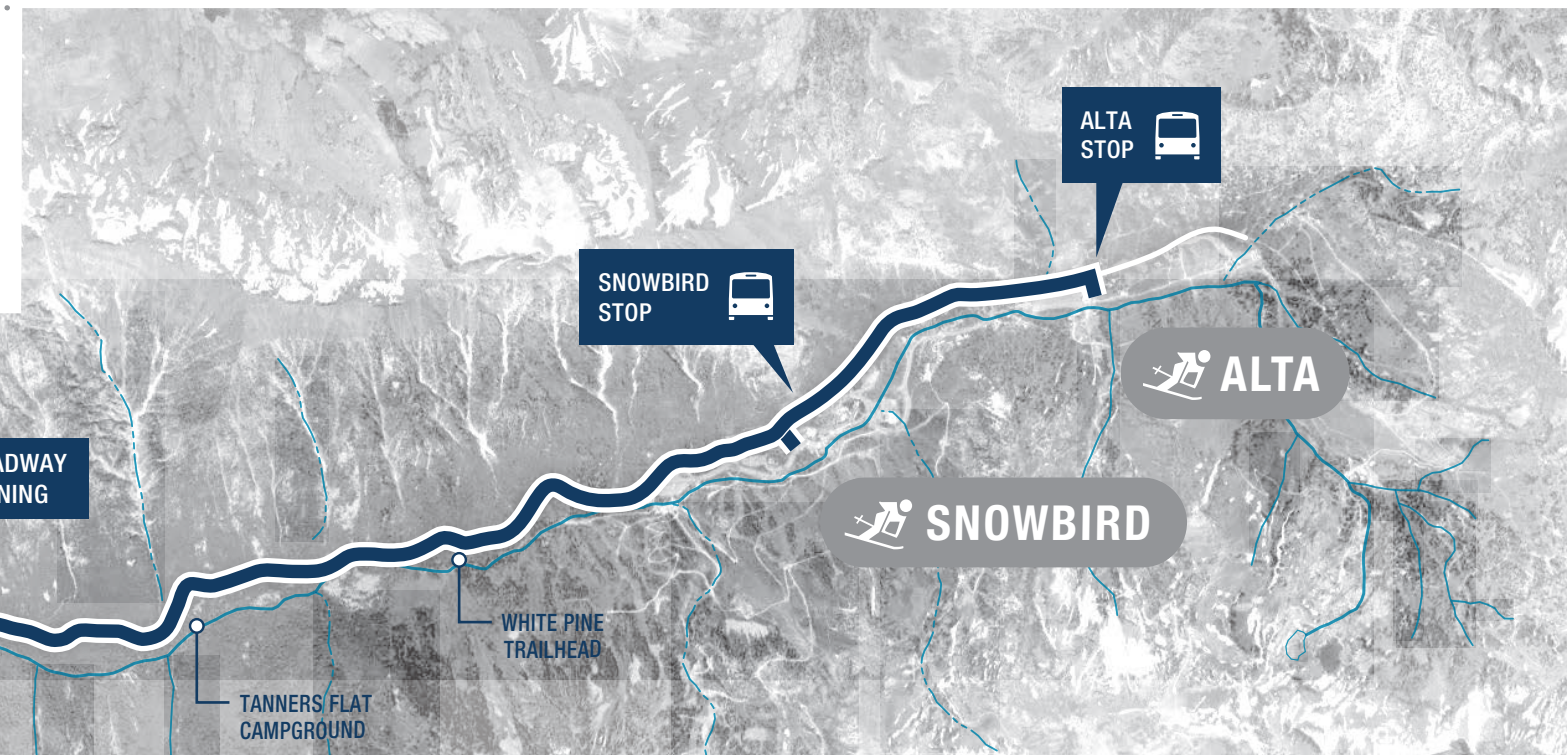 ALTA
STOP
SNOWBIRD
STOP
ALTA
SNOWBIRD
ADWAY
NING
WHITE PINE
TRAILHEAD
TANNERS FLAT
CAMPGROUND